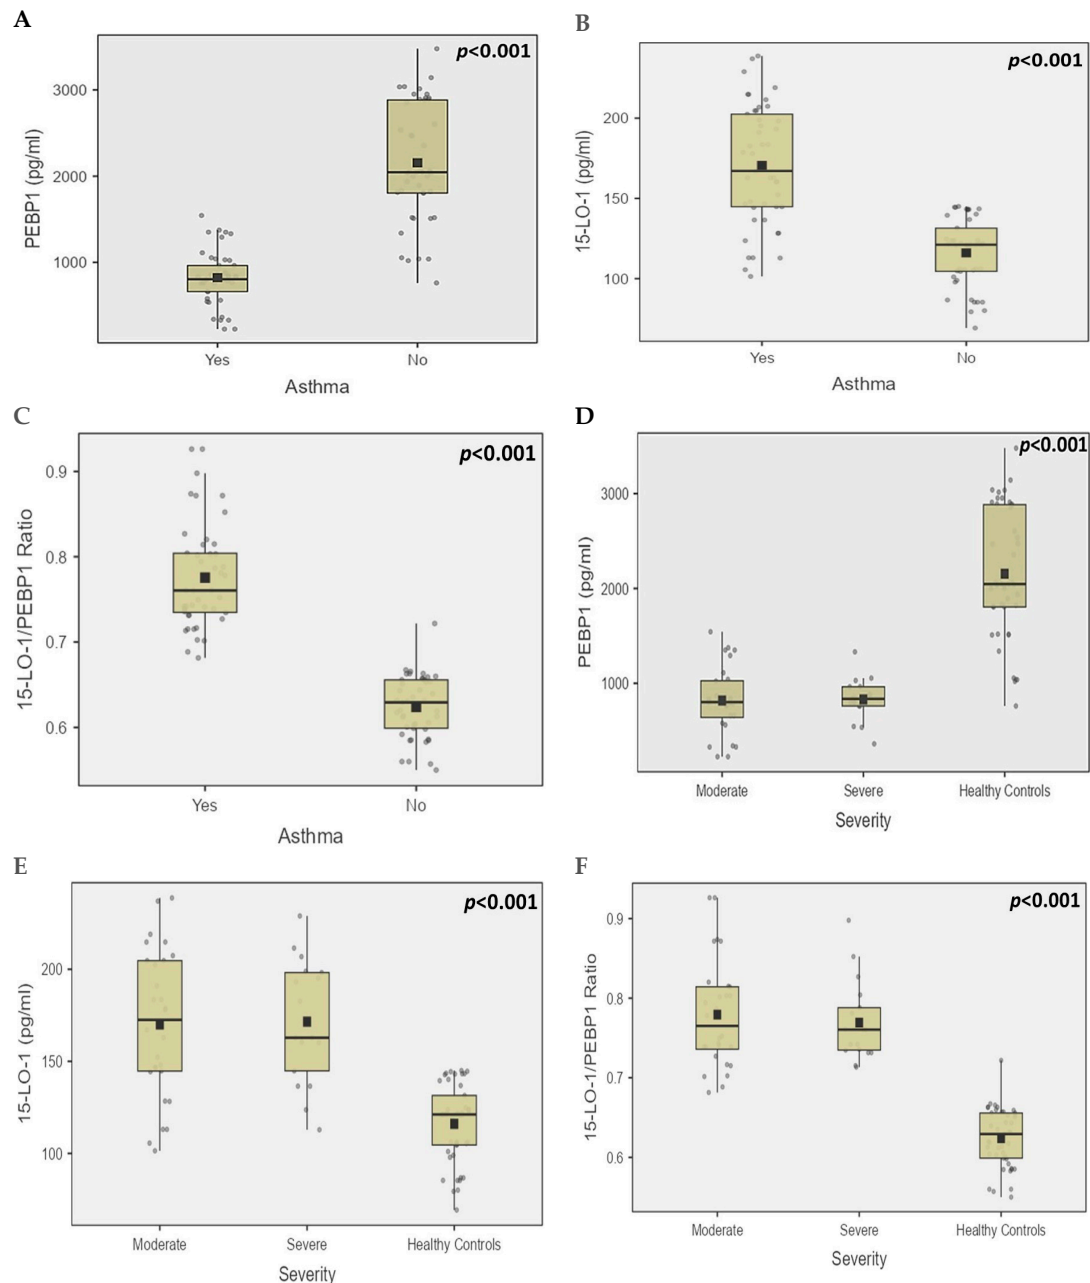 A
p<0.001
PEBP1 (pg/ml)
3000
2000
1000
Yes
No
Asthma
B
p<0.001
15-LO-1 (pg/ml)
200
150
100
Yes
No
Asthma
C
p<0.001
15-LO-1/PEBP1 Ratio
0.9
0.8
0.7
0.6
Yes
No
Asthma
D
p<0.001
PEBP1 (pg/ml)
3000
2000
1000
Moderate
Severe
Healthy Controls
Severity
E
p<0.001
15-LO-1 (pg/ml)
200
150
100
Moderate
Severe
Healthy Controls
Severity
F
p<0.001
15-LO-1/PEBP1 Ratio
0.9
0.8
0.7
0.6
Moderate
Severe
Healthy Controls
Severity